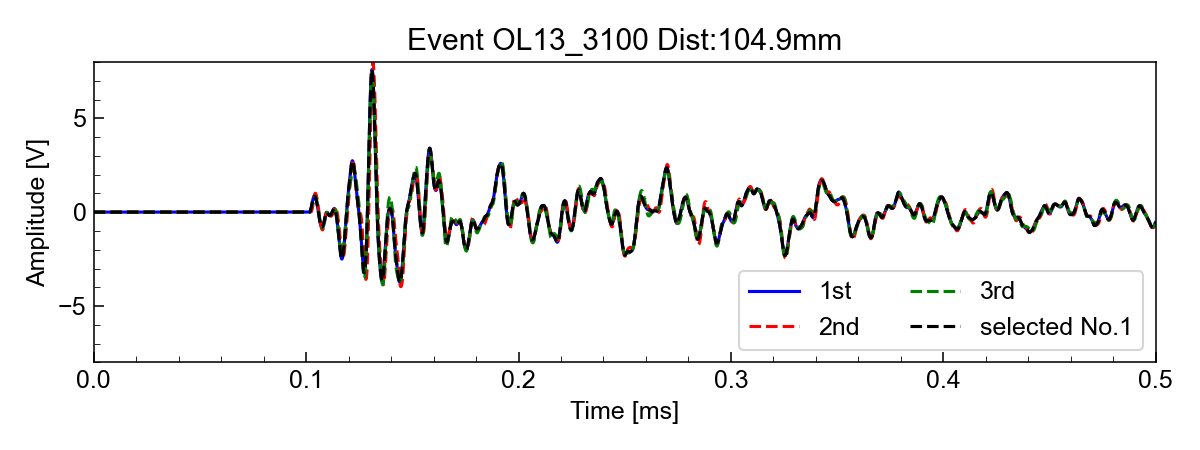 Event OL13_3100 Dist:104.9mm
Amplitude [V]
5
0
−5
1st
2nd
3rd
selected No.1
0.0 0.1 0.2 0.3 0.4 0.5
Time [ms]